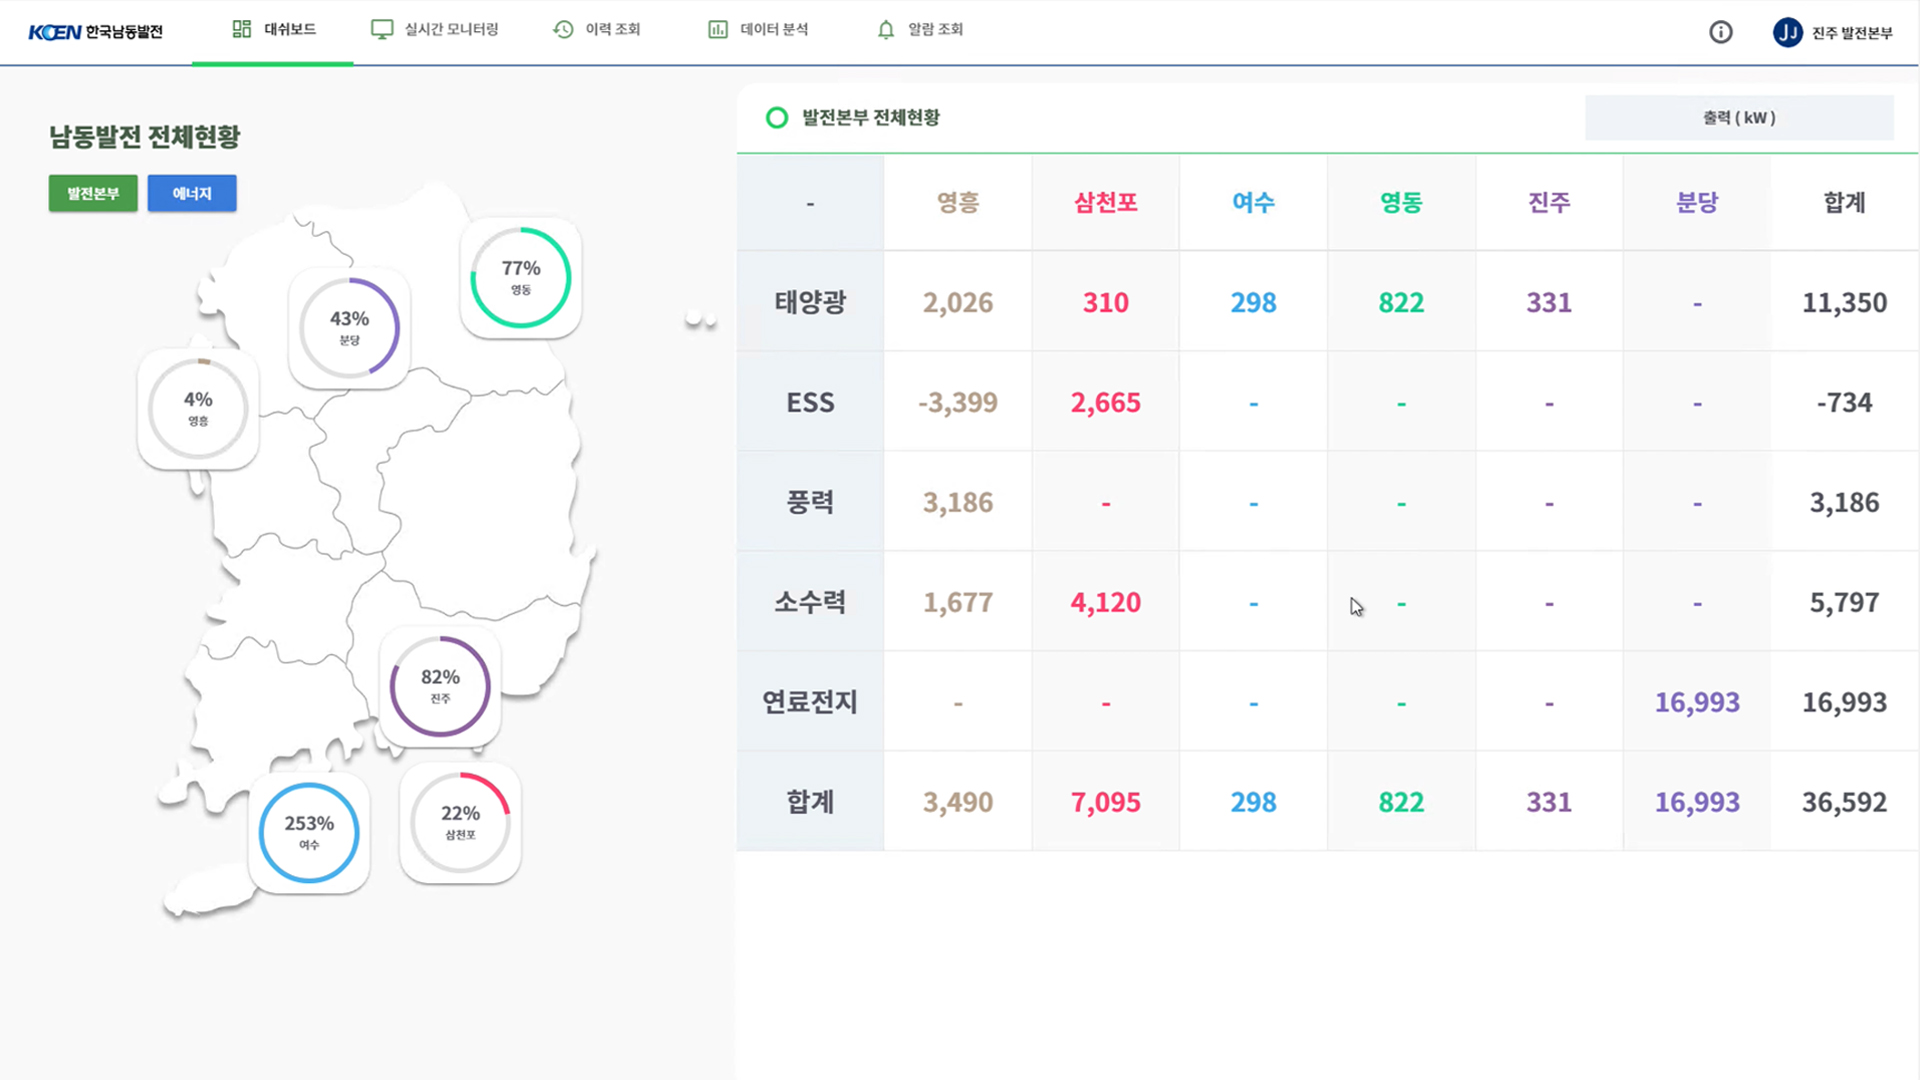 KOEN 한국남동발전
대쉬보드
실시간 모니터링
이력 조회
데이터 분석
알람 조회
JJ 진주 발전본부
남동발전 전체현황
발전본부 에너지
77%
영동
43%
분당
4%
영흥
82%
진주
253%
여수
22%
삼천포
발전본부 전체현황
출력 ( kW )
- 영흥 삼천포 여수 영동 진주 분당 합계
태양광 2,026 310 298 822 331 - 11,350
ESS -3,399 2,665 - - - - -734
풍력 3,186 - - - - - 3,186
소수력 1,677 4,120 - - - - 5,797
연료전지 - - - - - 16,993 16,993
합계 3,490 7,095 298 822 331 16,993 36,592